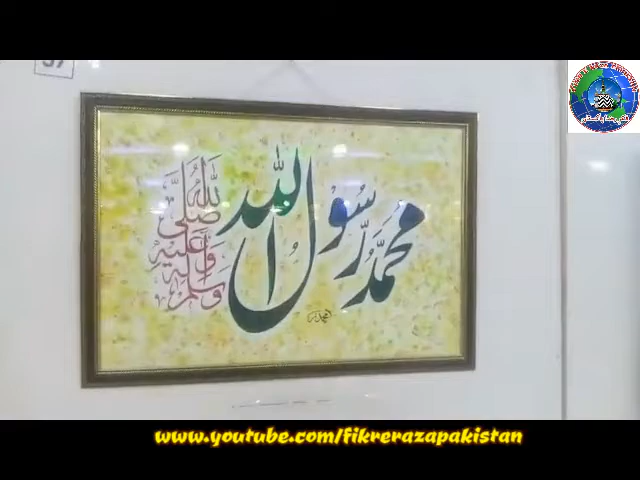 محمد رسول الله
صلى الله عليه وآله وسلم
www.youtube.com/fikrerazapakistan